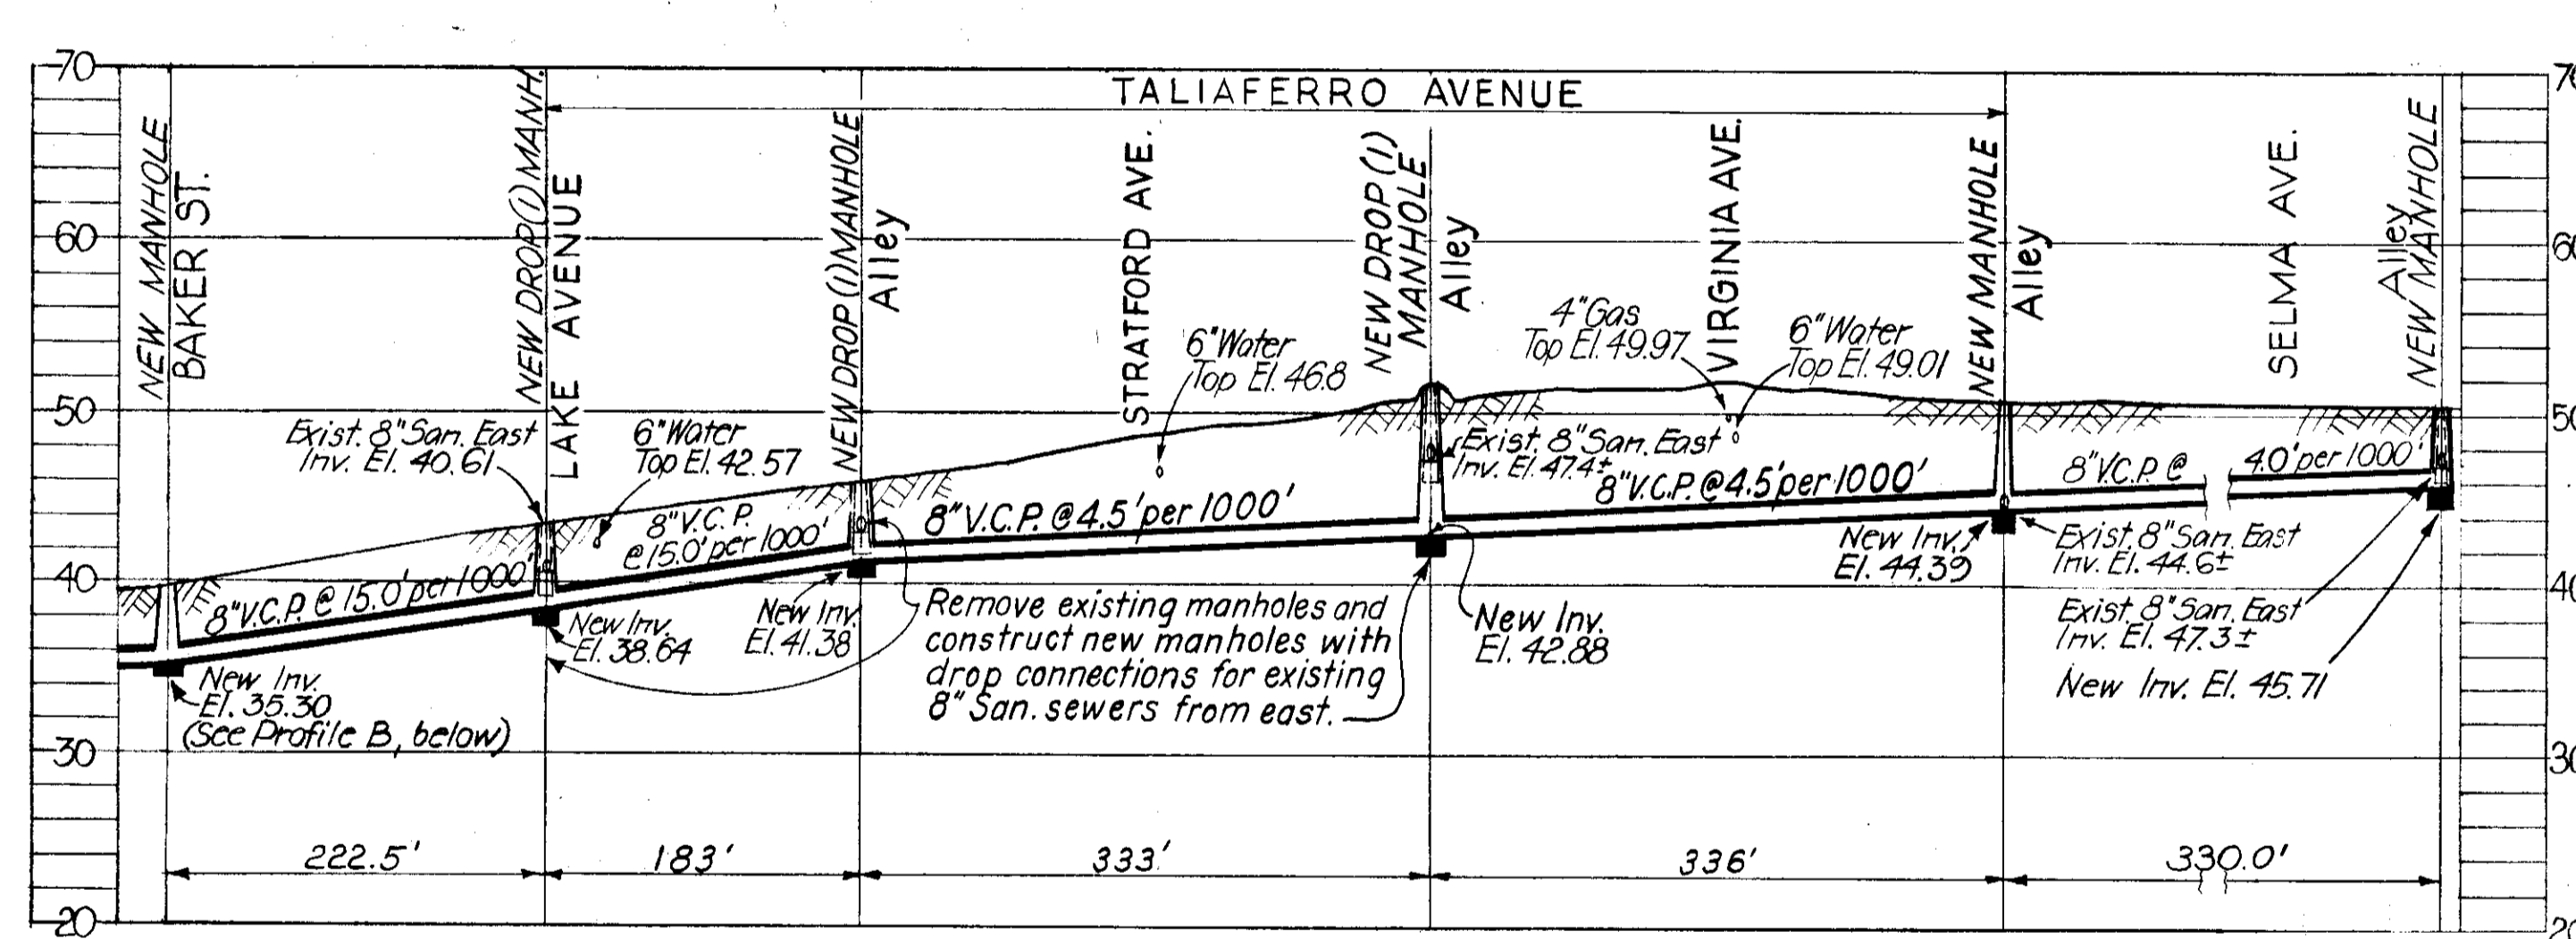 TALIAFERRO AVENUE
70
60
50
40
30
20
NEW MANHOLE
BAKER ST.
NEW DROP (1) MANH.
LAKE AVENUE
NEW DROP (1) MANHOLE
Alley
STRATFORD AVE.
NEW DROP (1)
MANHOLE
Alley
VIRGINIA AVE.
NEW MANHOLE
Alley
SELMA AVE.
Alley
NEW MANHOLE
Exist. 8" San. East
Inv. El. 40.61
6" Water
Top El. 42.57
6" Water
Top El. 46.8
Exist. 8" San. East
Inv. El. 47.4±
4" Gas
Top El. 49.97
6" Water
Top El. 49.01
8" V.C.P. @ 15.0' per 1000'
8" V.C.P.
@ 15.0' per 1000'
8" V.C.P. @ 4.5' per 1000'
8" V.C.P. @ 4.5' per 1000'
8" V.C.P. @ 4.0' per 1000'
New Inv.
El. 35.30
(See Profile B, below)
New Inv.
El. 38.64
New Inv.
El. 41.38
Remove existing manholes and
construct new manholes with
drop connections for existing
8" San. sewers from east.
New Inv.
El. 42.88
New Inv.
El. 44.39
Exist. 8" San. East
Inv. El. 44.6±
Exist. 8" San. East
Inv. El. 47.3±
New Inv. El. 45.71
222.5'
183'
333'
336'
330.0'